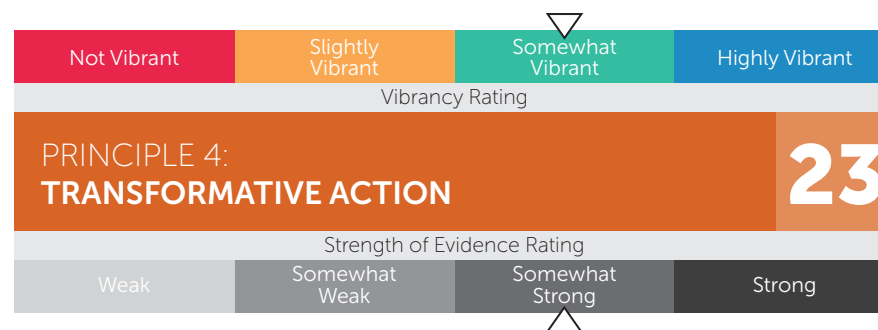 Not Vibrant
Slightly
Vibrant
Somewhat
Vibrant
Highly Vibrant
Vibrancy Rating
PRINCIPLE 4:
TRANSFORMATIVE ACTION
23
Strength of Evidence Rating
Weak
Somewhat
Weak
Somewhat
Strong
Strong